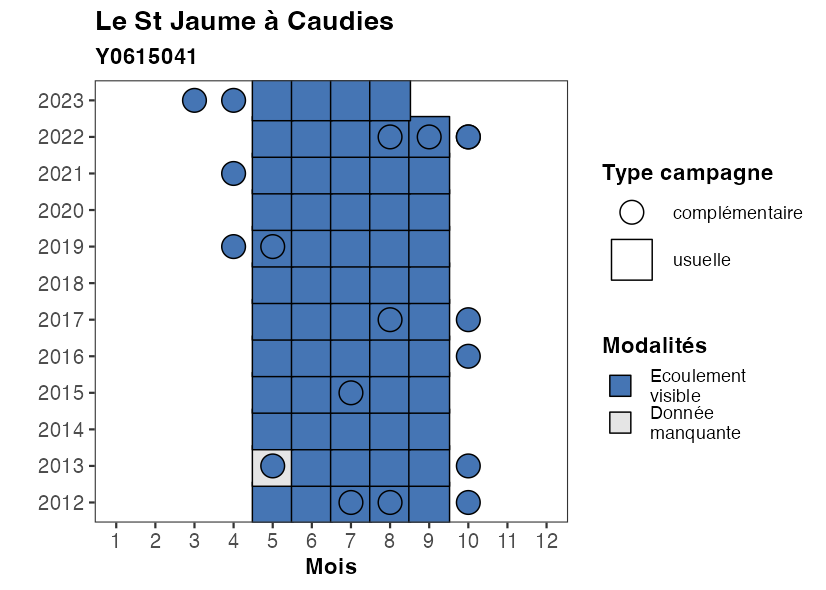 Le St Jaume à Caudies
Y0615041
2023
2022
2021
2020
2019
2018
2017
2016
2015
2014
2013
2012
1 2 3 4 5 6 7 8 9 10 11 12
Mois
Type campagne
complémentaire
usuelle
Modalités
Ecoulement
visible
Donnée
manquante